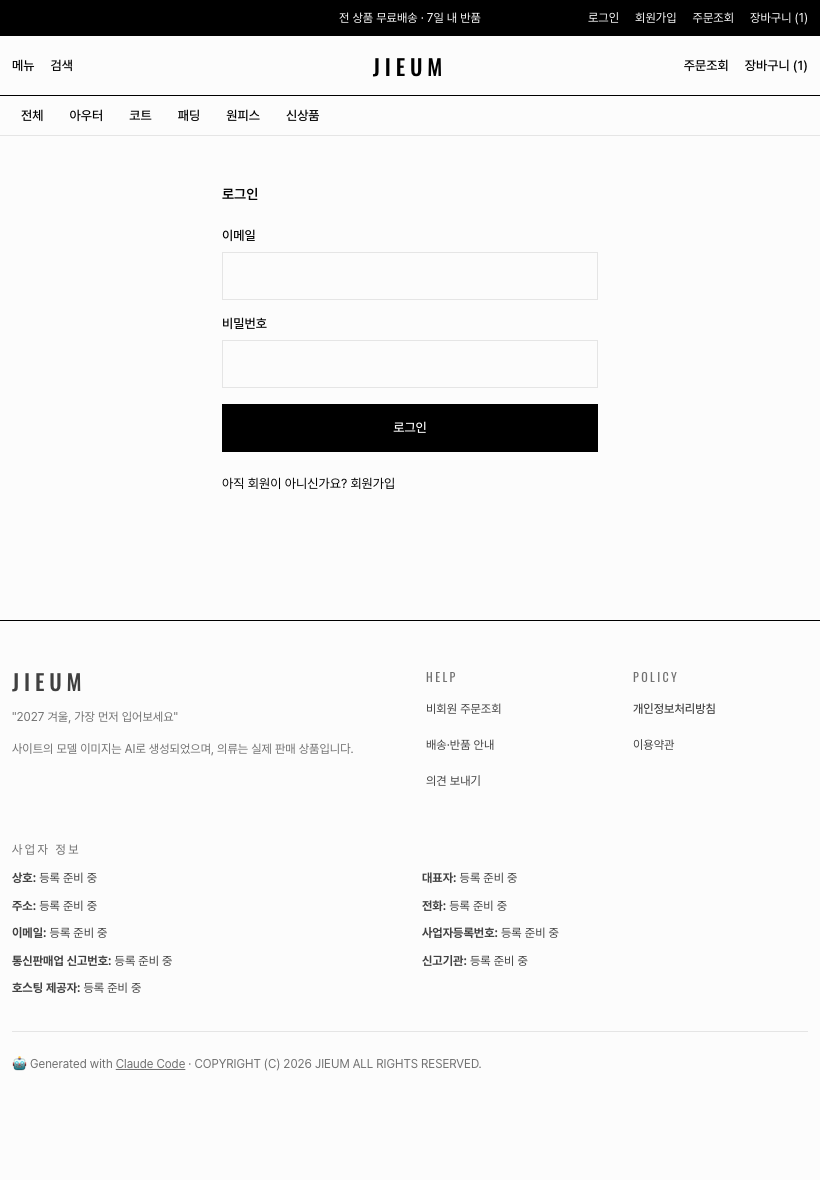 전 상품 무료배송 · 7일 내 반품
로그인 회원가입 주문조회 장바구니 (1)
메뉴 검색
JIEUM
주문조회 장바구니 (1)
전체 아우터 코트 패딩 원피스 신상품
로그인
이메일
비밀번호
로그인
아직 회원이 아니신가요? 회원가입
JIEUM
"2027 겨울, 가장 먼저 입어보세요"
사이트의 모델 이미지는 AI로 생성되었으며, 의류는 실제 판매 상품입니다.
HELP
비회원 주문조회
배송·반품 안내
의견 보내기
POLICY
개인정보처리방침
이용약관
사업자 정보
상호: 등록 준비 중
대표자: 등록 준비 중
주소: 등록 준비 중
전화: 등록 준비 중
이메일: 등록 준비 중
사업자등록번호: 등록 준비 중
통신판매업 신고번호: 등록 준비 중
신고기관: 등록 준비 중
호스팅 제공자: 등록 준비 중
Generated with Claude Code · COPYRIGHT (C) 2026 JIEUM ALL RIGHTS RESERVED.